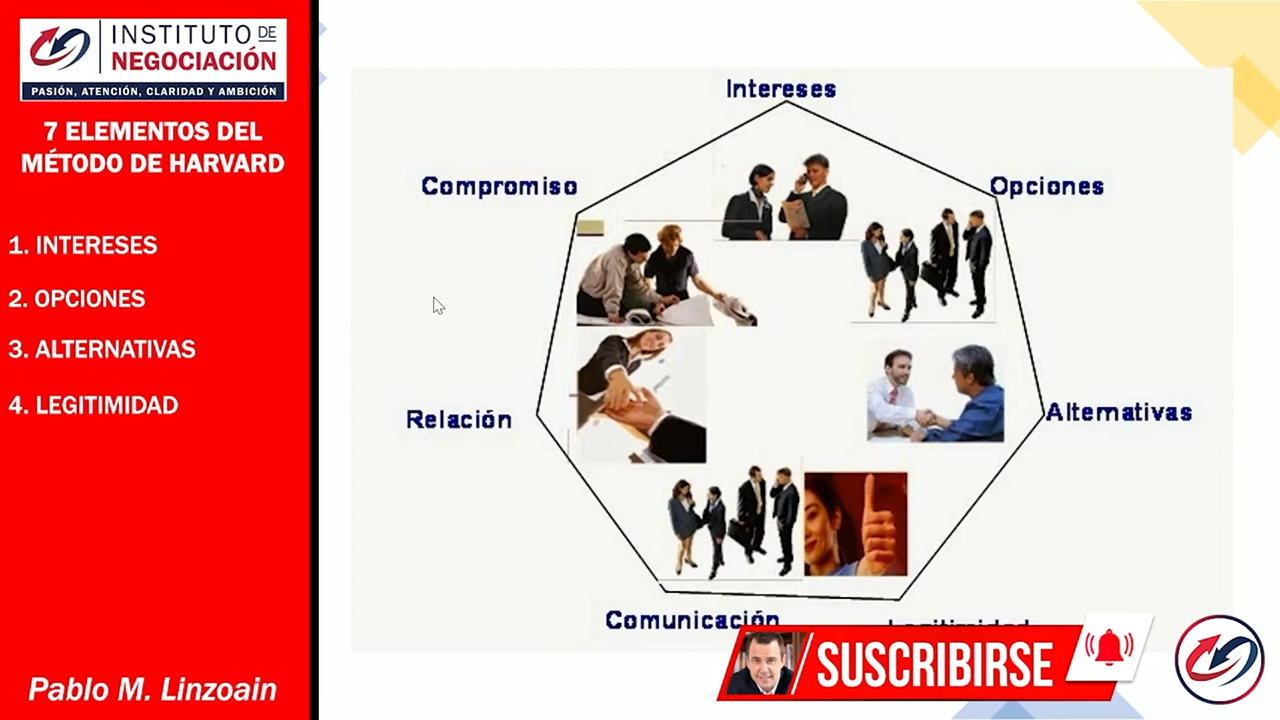 INSTITUTO DE
NEGOCIACIÓN
PASIÓN, ATENCIÓN, CLARIDAD Y AMBICIÓN
7 ELEMENTOS DEL
MÉTODO DE HARVARD
1. INTERESES
2. OPCIONES
3. ALTERNATIVAS
4. LEGITIMIDAD
Pablo M. Linzoain
Intereses
Compromiso
Opciones
Relación
Alternativas
Comunicación
Legitimidad
SUSCRIBIRSE